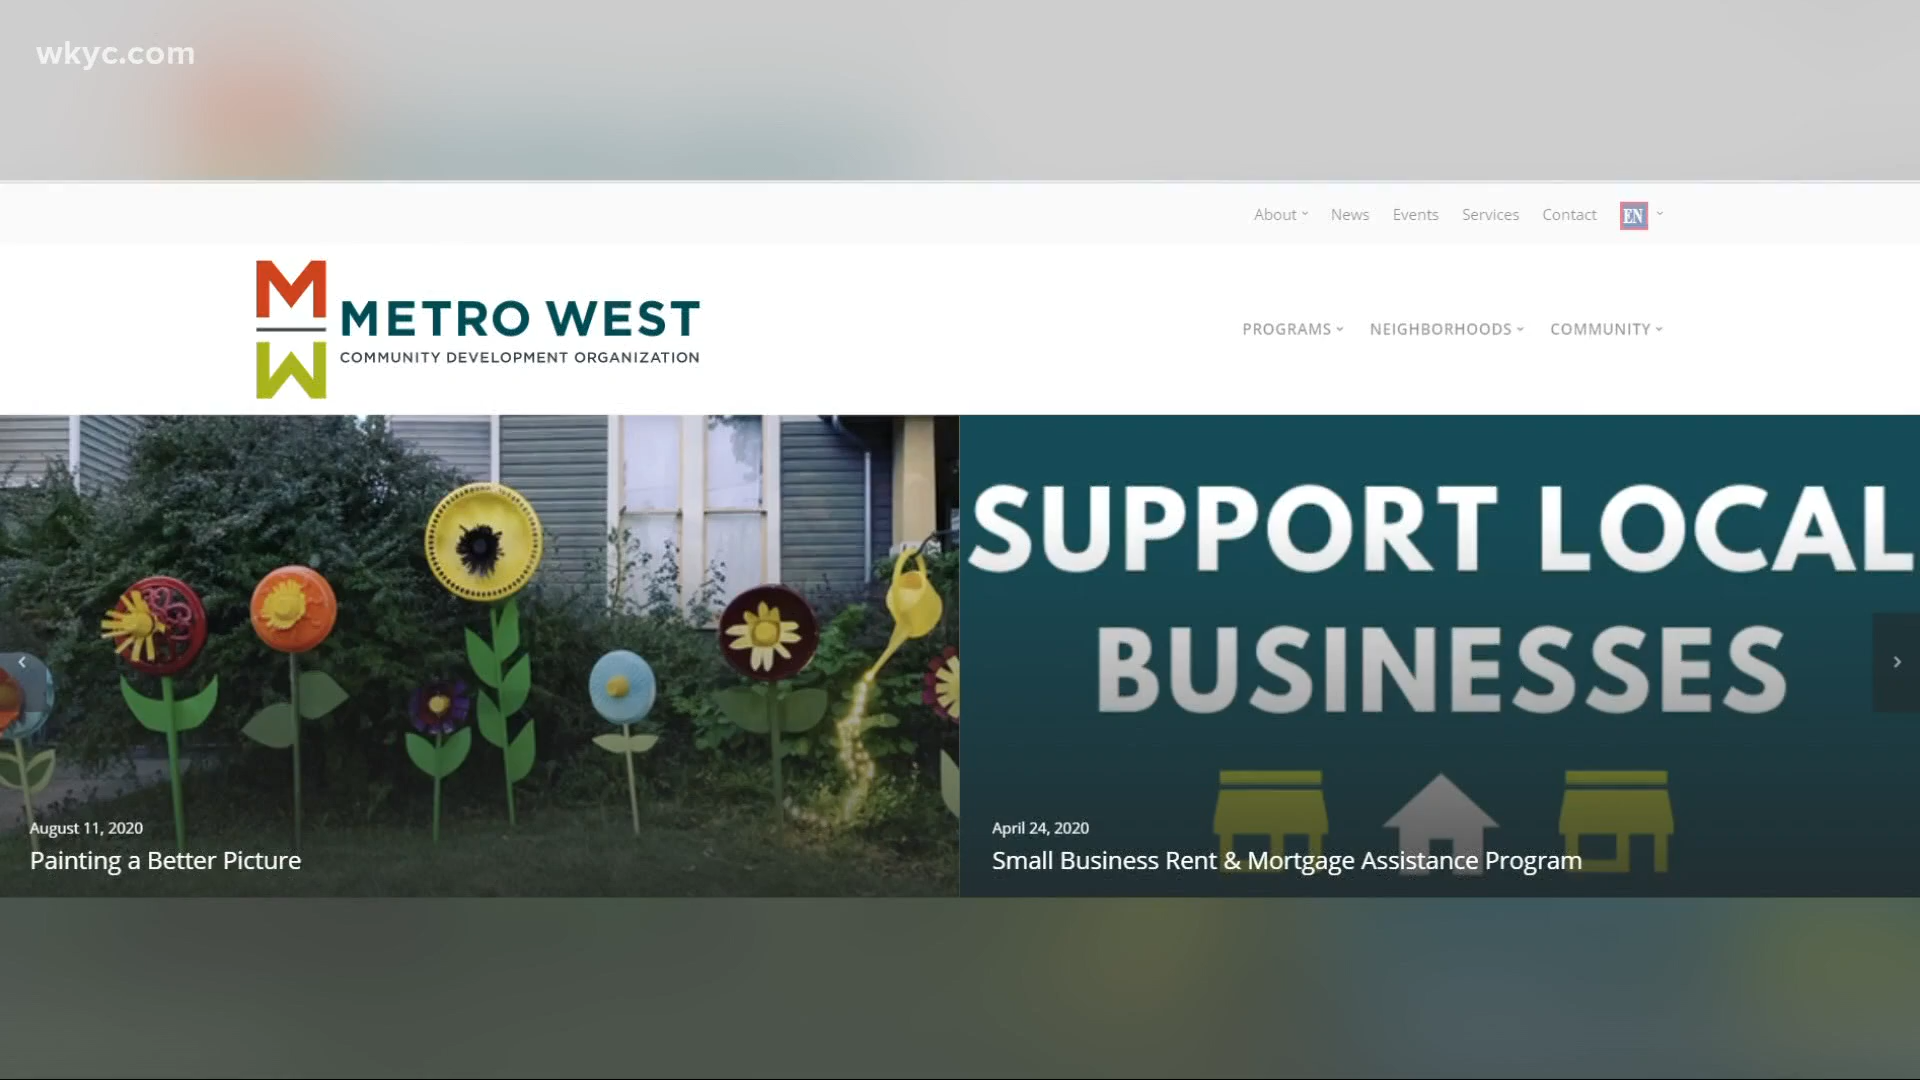 wkyc.com
About News Events Services Contact EN
M
METRO WEST
COMMUNITY DEVELOPMENT ORGANIZATION
W
PROGRAMS NEIGHBORHOODS COMMUNITY
SUPPORT LOCAL
BUSINESSES
August 11, 2020
Painting a Better Picture
April 24, 2020
Small Business Rent & Mortgage Assistance Program